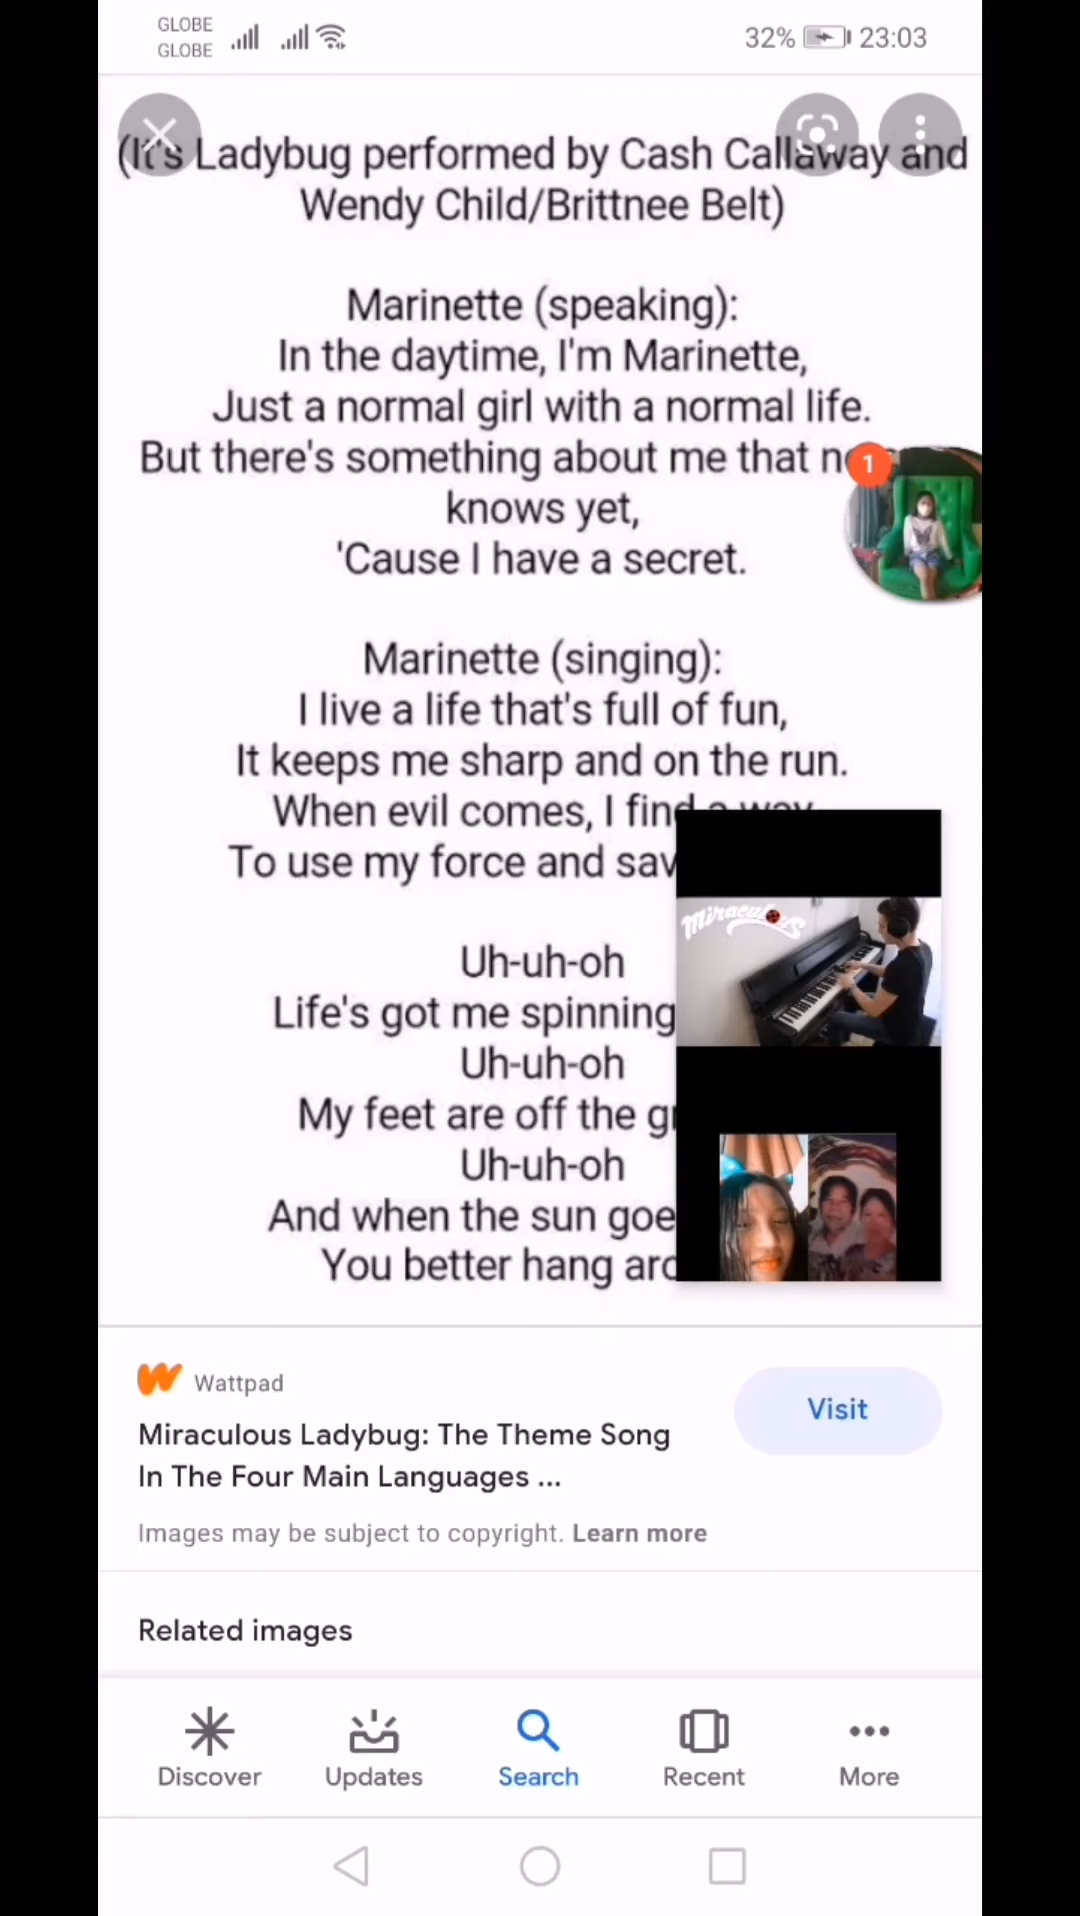 GLOBE
GLOBE
32% 23:03
(It's Ladybug performed by Cash Callaway and
Wendy Child/Brittnee Belt)
Marinette (speaking):
In the daytime, I'm Marinette,
Just a normal girl with a normal life.
But there's something about me that
1
knows yet,
'Cause I have a secret.
Marinette (singing):
I live a life that's full of fun,
It keeps me sharp and on the run.
When evil comes, I find a way
To use my force and sav
Miraculous
Uh-uh-oh
Life's got me spinning
Uh-uh-oh
My feet are off the
Uh-uh-oh
And when the sun goe
You better hang
Wattpad
Visit
Miraculous Ladybug: The Theme Song
In The Four Main Languages ...
Images may be subject to copyright. Learn more
Related images
Discover
Updates
Search
Recent
More